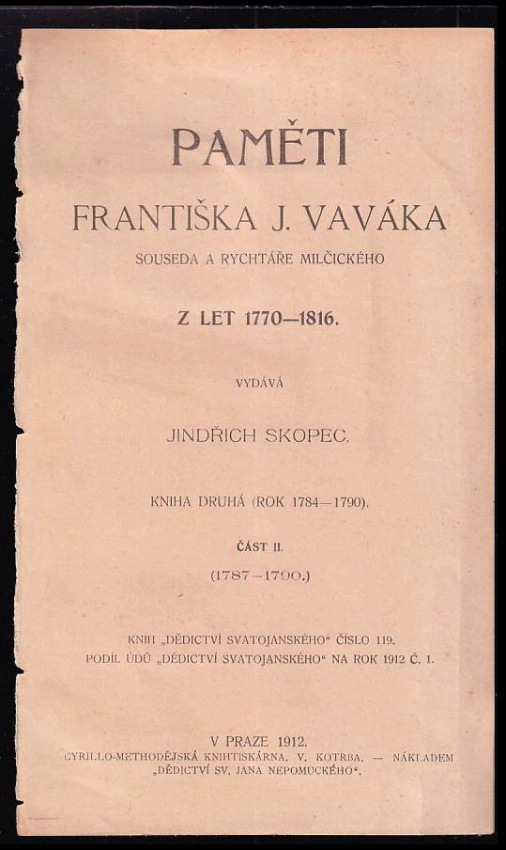 PAMĚTI
FRANTIŠKA J. VAVÁKA
SOUSEDA A RYCHTÁŘE MILČICKÉHO
Z LET 1770—1816.
VYDÁVÁ
JINDŘICH SKOPEC.
KNIHA DRUHÁ (ROK 1784—1790).
ČÁST II.
(1787—1790.)
KNIH „DĚDICTVÍ SVATOJANSKÉHO" ČÍSLO 119.
PODÍL ÚDŮ „DĚDICTVÍ SVATOJANSKÉHO" NA ROK 1912 Č. 1.
V PRAZE 1912.
CYRILLO-METHODĚJSKÁ KNIHTISKÁRNA. V. KOTRBA. — NÁKLADEM
„DĚDICTVÍ SV. JANA NEPOMUCKÉHO".